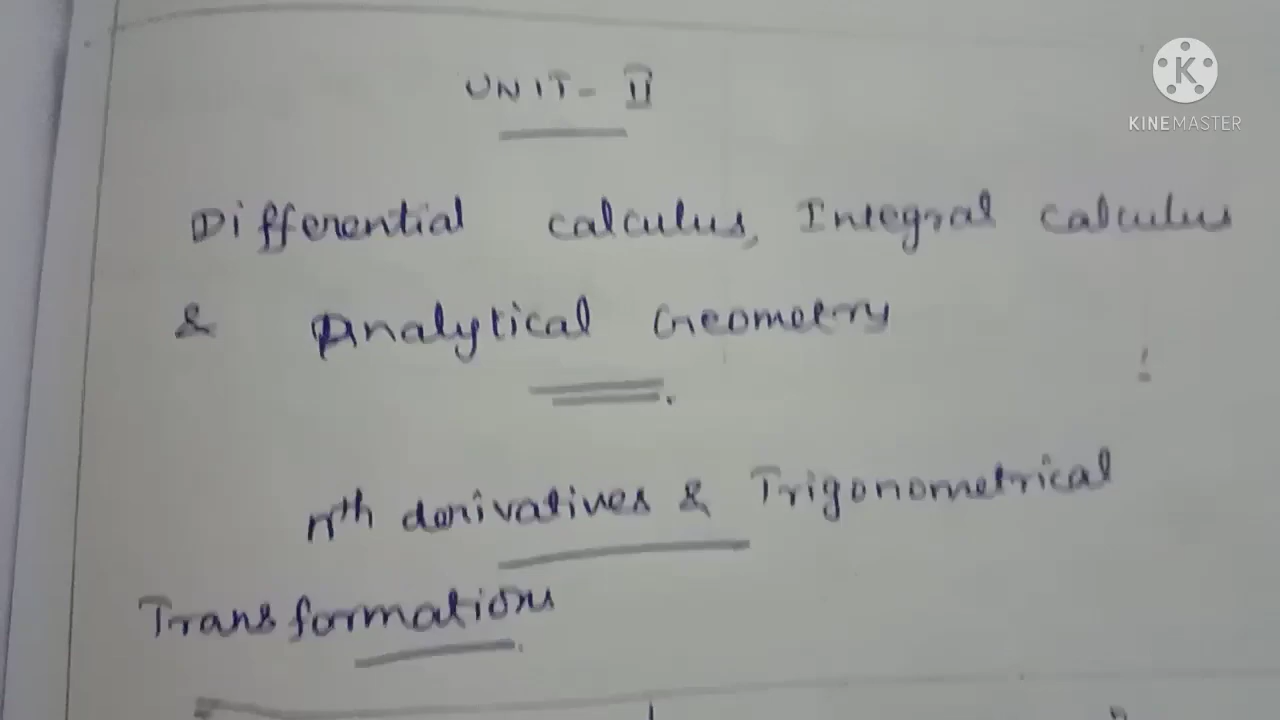 UNIT - II
Differential calculus, Integral calculus
& Analytical Geometry
nth derivatives & Trigonometrical
Transformations
K
KINEMASTER